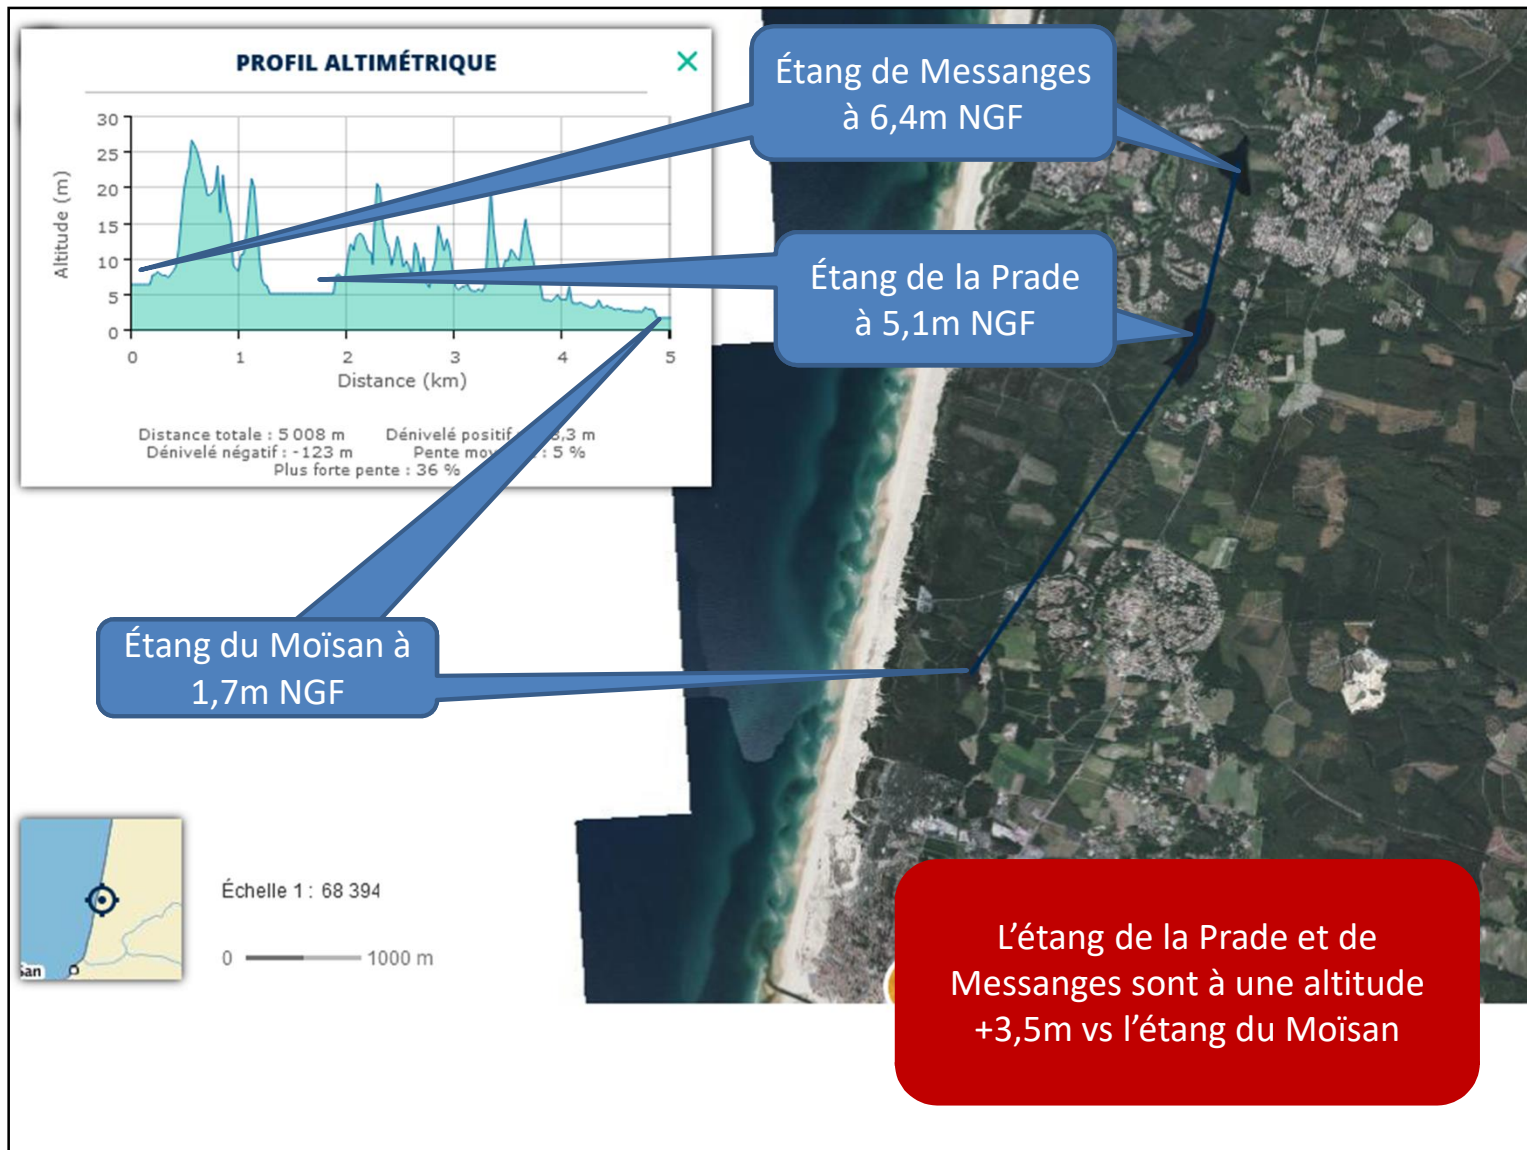 PROFIL ALTIMÉTRIQUE
Altitude (m)
30
25
20
15
10
5
0
0 1 2 3 4 5
Distance (km)
Distance totale : 5 008 m Dénivelé positif ,3 m
Dénivelé négatif : -123 m Pente : 5 %
Plus forte pente : 36 %
Étang de Messanges
à 6,4m NGF
Étang de la Prade
à 5,1m NGF
Étang du Moïsan à
1,7m NGF
Échelle 1 : 68 394
0 1000 m
L’étang de la Prade et de
Messanges sont à une altitude
+3,5m vs l’étang du Moïsan